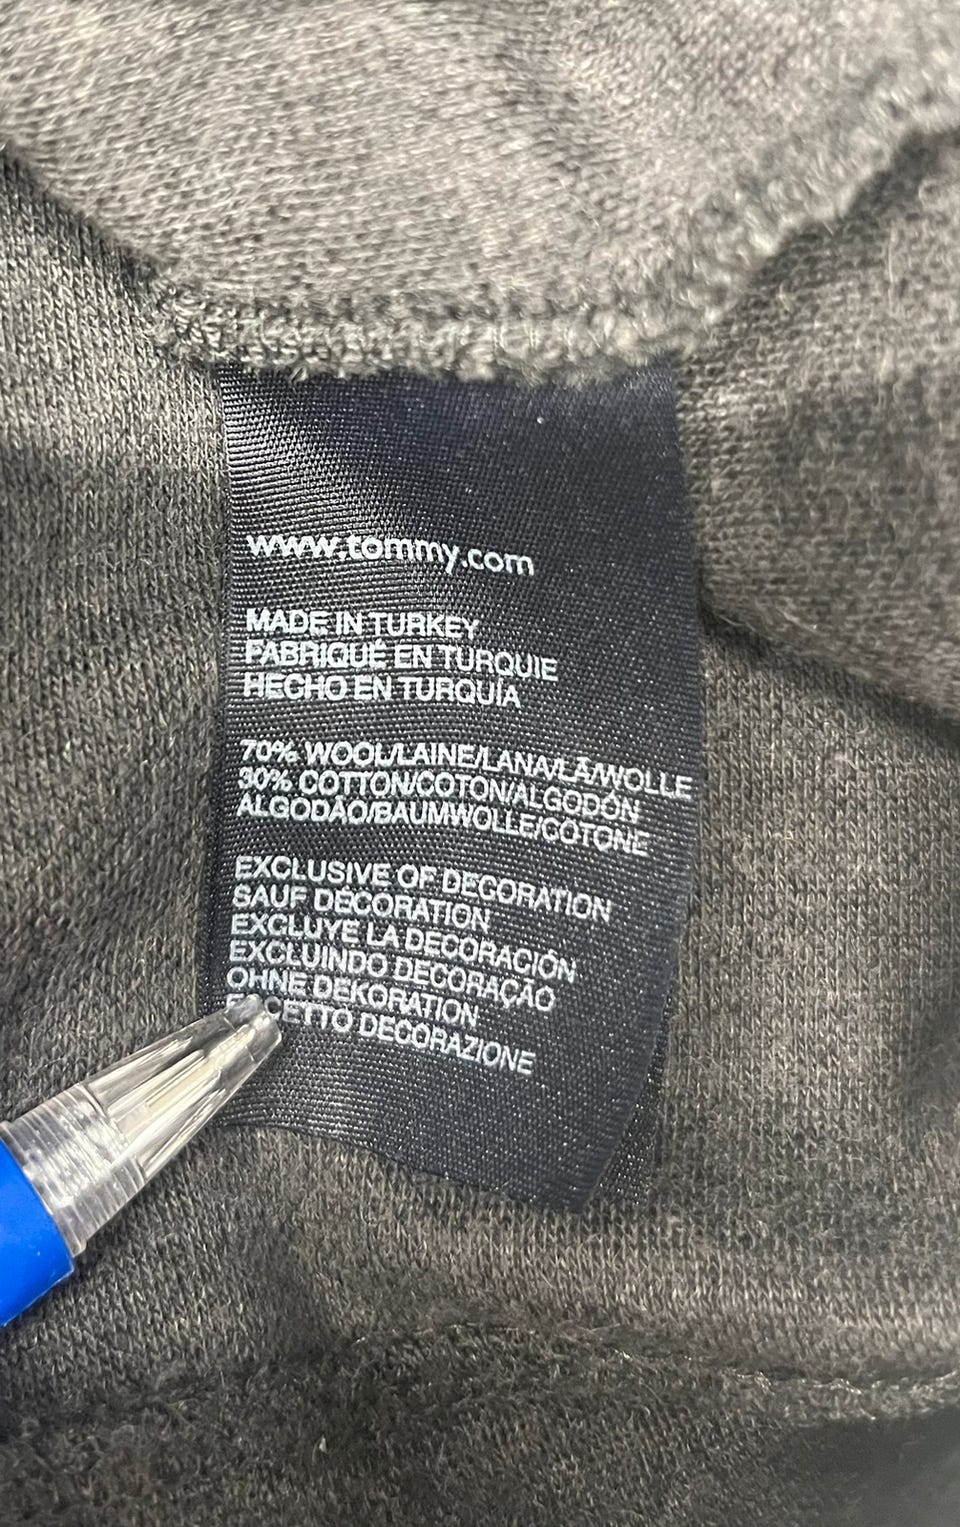 www.tommy.com
MADE IN TURKEY
FABRIQUÉ EN TURQUIE
HECHO EN TURQUÍA
70% WOOL/LAINE/LANA/LÃ/WOLLE
30% COTTON/COTON/ALGODÓN
ALGODÃO/BAUMWOLLE/COTONE
EXCLUSIVE OF DECORATION
SAUF DÉCORATION
EXCLUYE LA DECORACIÓN
EXCLUINDO DECORAÇÃO
OHNE DEKORATION
DECORAZIONE